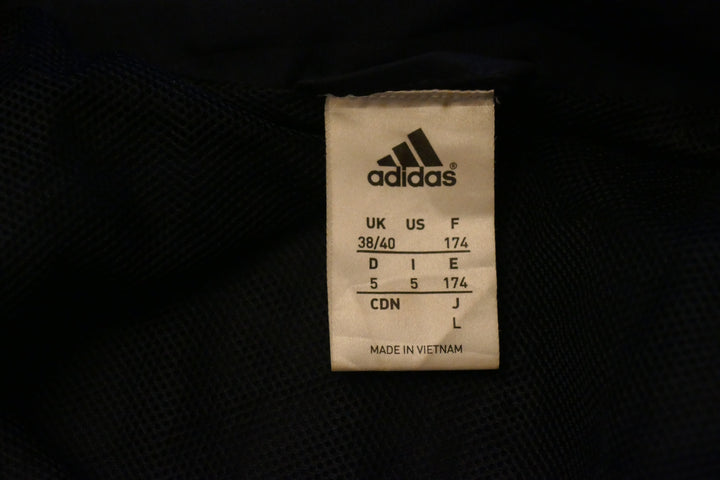 adidas®
UK US F
38/40 174
D I E
5 5 174
CDN J
L
MADE IN VIETNAM